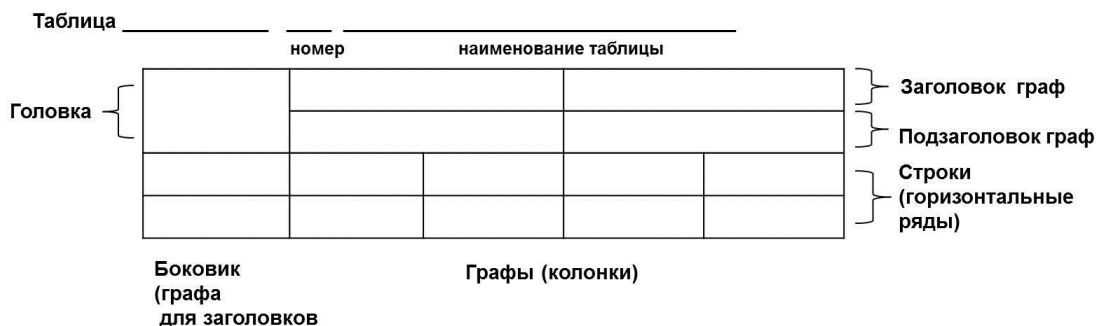 Таблица
номер наименование таблицы
Головка
Заголовок граф
Подзаголовок граф
Строки
(горизонтальные
ряды)
Боковик
(графа
для заголовков
Графы (колонки)